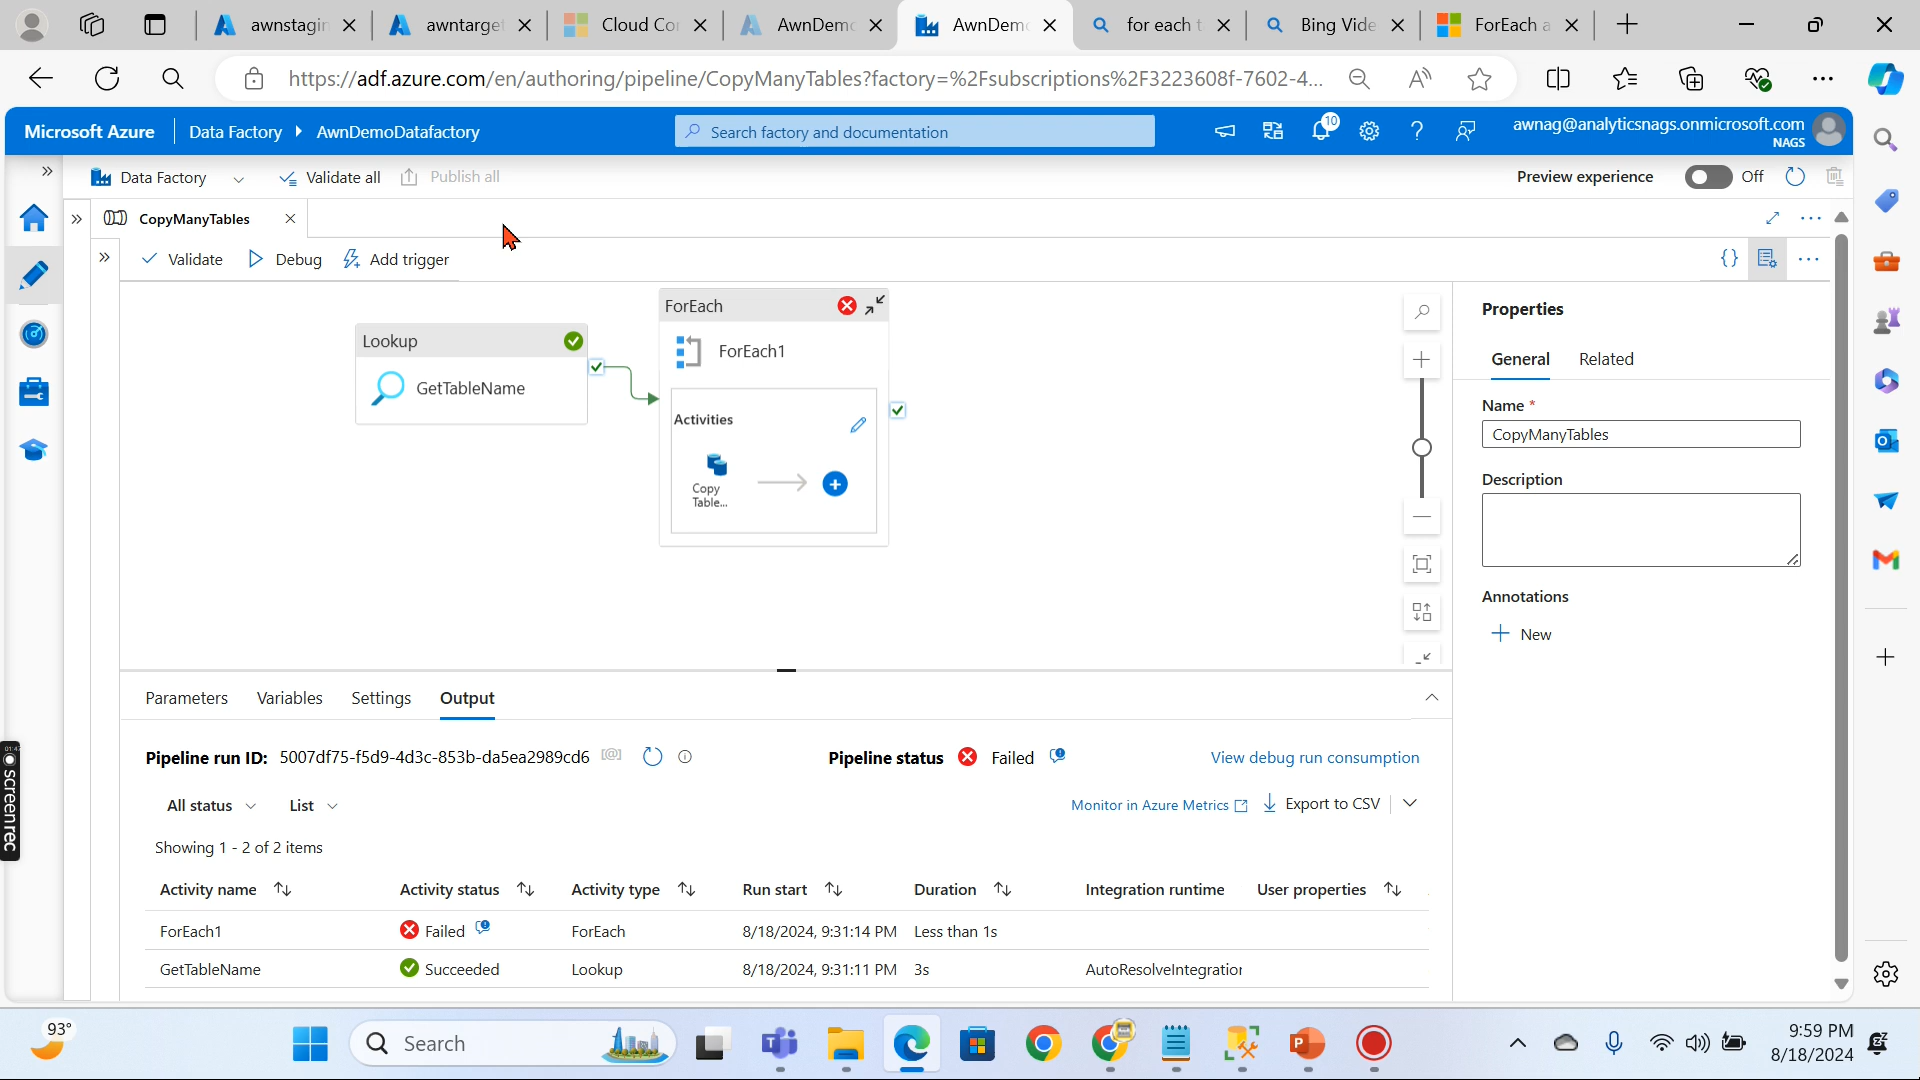 awnstagin
awntarget
Cloud Co
AwnDem
AwnDem
for each t
Bing Vide
ForEach a
https://adf.azure.com/en/authoring/pipeline/CopyManyTables?factory=%2Fsubscriptions%2F3223608f-7602-4...
Microsoft Azure
Data Factory
AwnDemoDatafactory
Search factory and documentation
10
awnag@analyticsnags.onmicrosoft.com
NAGS
Data Factory
Validate all
Publish all
Preview experience
Off
CopyManyTables
Validate
Debug
Add trigger
Lookup
GetTableName
ForEach
ForEach1
Activities
Copy
Table...
Properties
General
Related
Name *
CopyManyTables
Description
Annotations
New
Parameters
Variables
Settings
Output
Pipeline run ID: 5007df75-f5d9-4d3c-853b-da5ea2989cd6
Pipeline status
Failed
View debug run consumption
All status
List
Monitor in Azure Metrics
Export to CSV
Showing 1 - 2 of 2 items
Activity name
Activity status
Activity type
Run start
Duration
Integration runtime
User properties
ForEach1
Failed
ForEach
8/18/2024, 9:31:14 PM
Less than 1s
GetTableName
Succeeded
Lookup
8/18/2024, 9:31:11 PM
3s
AutoResolveIntegration
screenrec
93°
Search
9:59 PM
8/18/2024